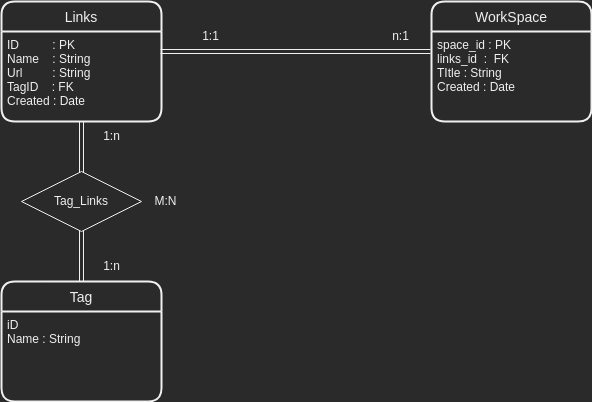 Links
ID : PK
Name : String
Url : String
TagID : FK
Created : Date
1:1
n:1
WorkSpace
space_id : PK
links_id : FK
TItle : String
Created : Date
1:n
Tag_Links
M:N
1:n
Tag
iD
Name : String